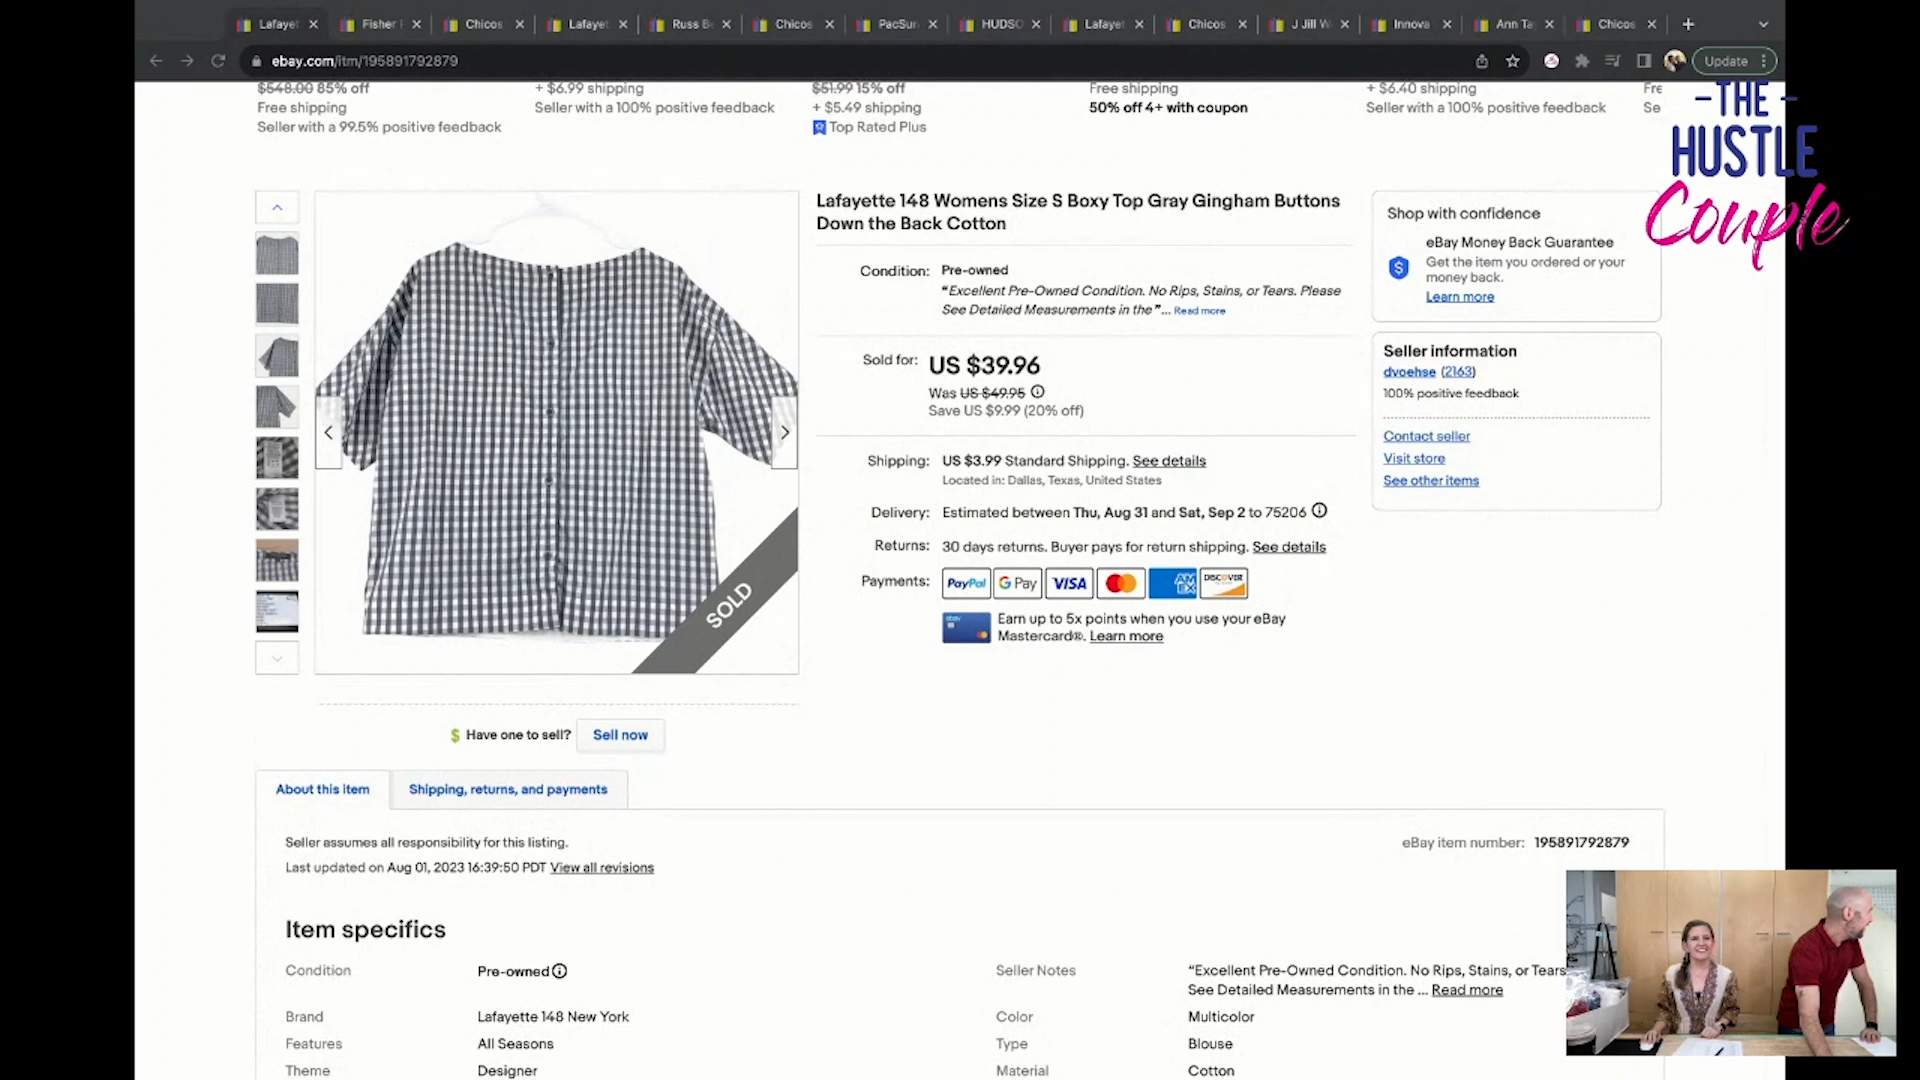 Lafayet
Fisher
Chicos
Lafayet
Russ B
Chicos
PacSun
HUDSO
Lafayet
Chicos
J Jill W
Innova
Ann Ta
Chicos
ebay.com/itm/195891792879
Update
$548.00 85% off
Free shipping
Seller with a 99.5% positive feedback
+ $6.99 shipping
Seller with a 100% positive feedback
$51.99 15% off
+ $5.49 shipping
Top Rated Plus
Free shipping
50% off 4+ with coupon
+ $6.40 shipping
Seller with a 100% positive feedback
Fre
Se
-THE-
HUSTLE
Couple
Lafayette 148 Womens Size S Boxy Top Gray Gingham Buttons
Down the Back Cotton
Condition: Pre-owned
"Excellent Pre-Owned Condition. No Rips, Stains, or Tears. Please
See Detailed Measurements in the "... Read more
Sold for: US $39.96
Was US $49.95
Save US $9.99 (20% off)
Shipping: US $3.99 Standard Shipping. See details
Located in: Dallas, Texas, United States
Delivery: Estimated between Thu, Aug 31 and Sat, Sep 2 to 75206
Returns: 30 days returns. Buyer pays for return shipping. See details
Payments: PayPal G Pay VISA AM EX DISCOVER
ebay
Earn up to 5x points when you use your eBay
Mastercard®. Learn more
Shop with confidence
eBay Money Back Guarantee
Get the item you ordered or your
money back.
Learn more
Seller information
dvoehse (2163)
100% positive feedback
Contact seller
Visit store
See other items
SOLD
$ Have one to sell? Sell now
About this item
Shipping, returns, and payments
Seller assumes all responsibility for this listing.
Last updated on Aug 01, 2023 16:39:50 PDT View all revisions
eBay item number: 195891792879
Item specifics
Condition Pre-owned
Seller Notes "Excellent Pre-Owned Condition. No Rips, Stains, or Tears
See Detailed Measurements in the ... Read more
Brand Lafayette 148 New York
Color Multicolor
Features All Seasons
Type Blouse
Theme Designer
Material Cotton